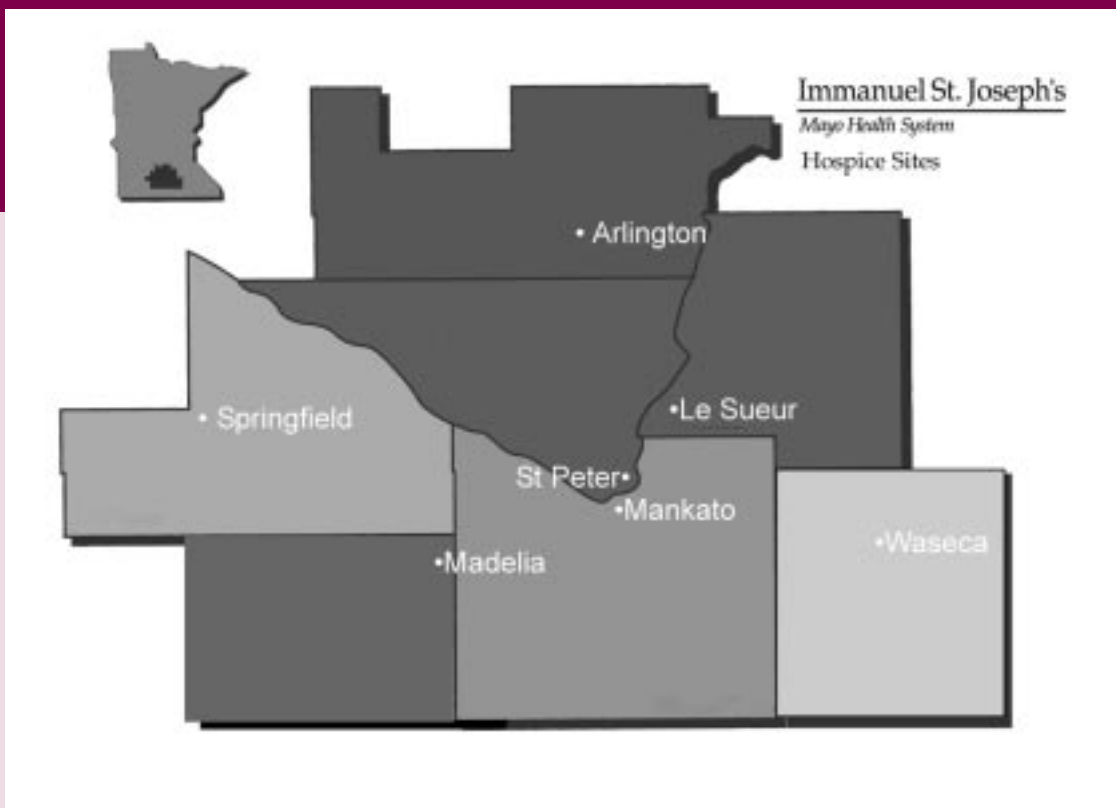 Immanuel St. Joseph's
Mayo Health System
Hospice Sites
• Arlington
• Springfield
•Le Sueur
St Peter•
•Mankato
•Waseca
•Madelia